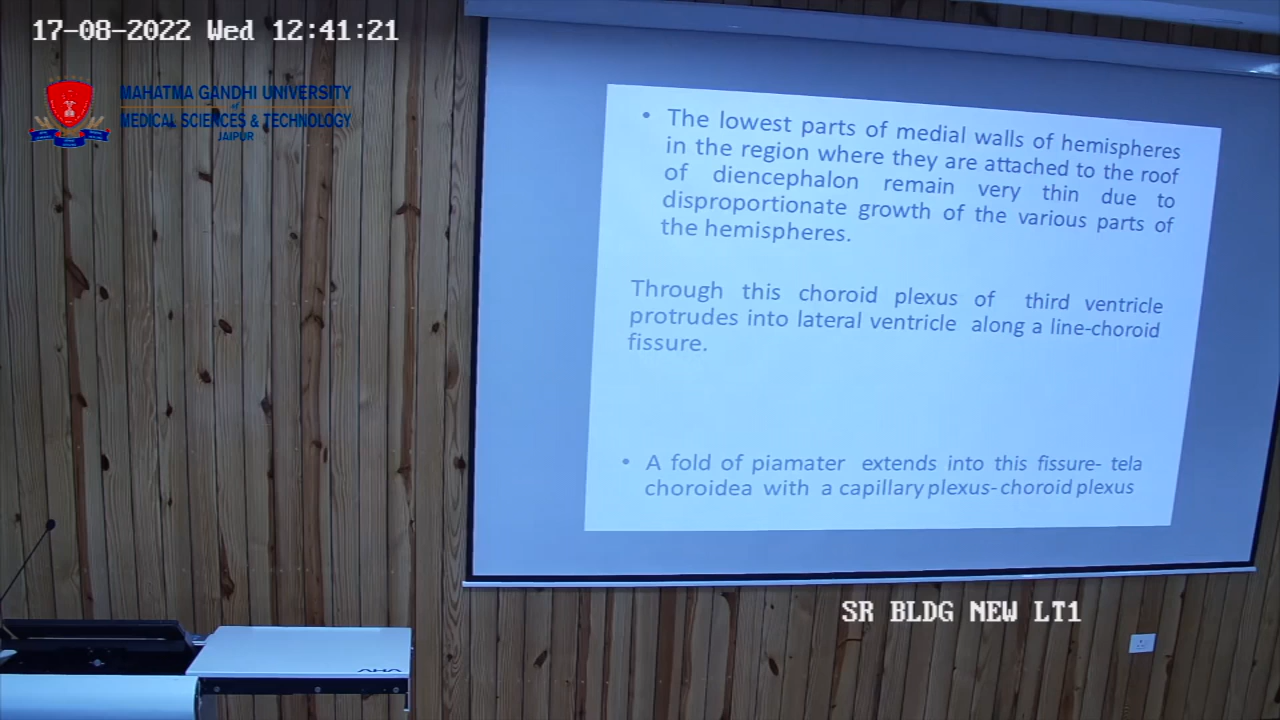 17-08-2022 Wed 12:41:21
MAHATMA GANDHI UNIVERSITY
of
MEDICAL SCIENCES & TECHNOLOGY
JAIPUR
• The lowest parts of medial walls of hemispheres
in the region where they are attached to the roof
of diencephalon remain very thin due to
disproportionate growth of the various parts of
the hemispheres.
Through this choroid plexus of third ventricle
protrudes into lateral ventricle along a line-choroid
fissure.
• A fold of piamater extends into this fissure- tela
choroidea with a capillary plexus- choroid plexus
SR BLDG NEW LT1
AHA